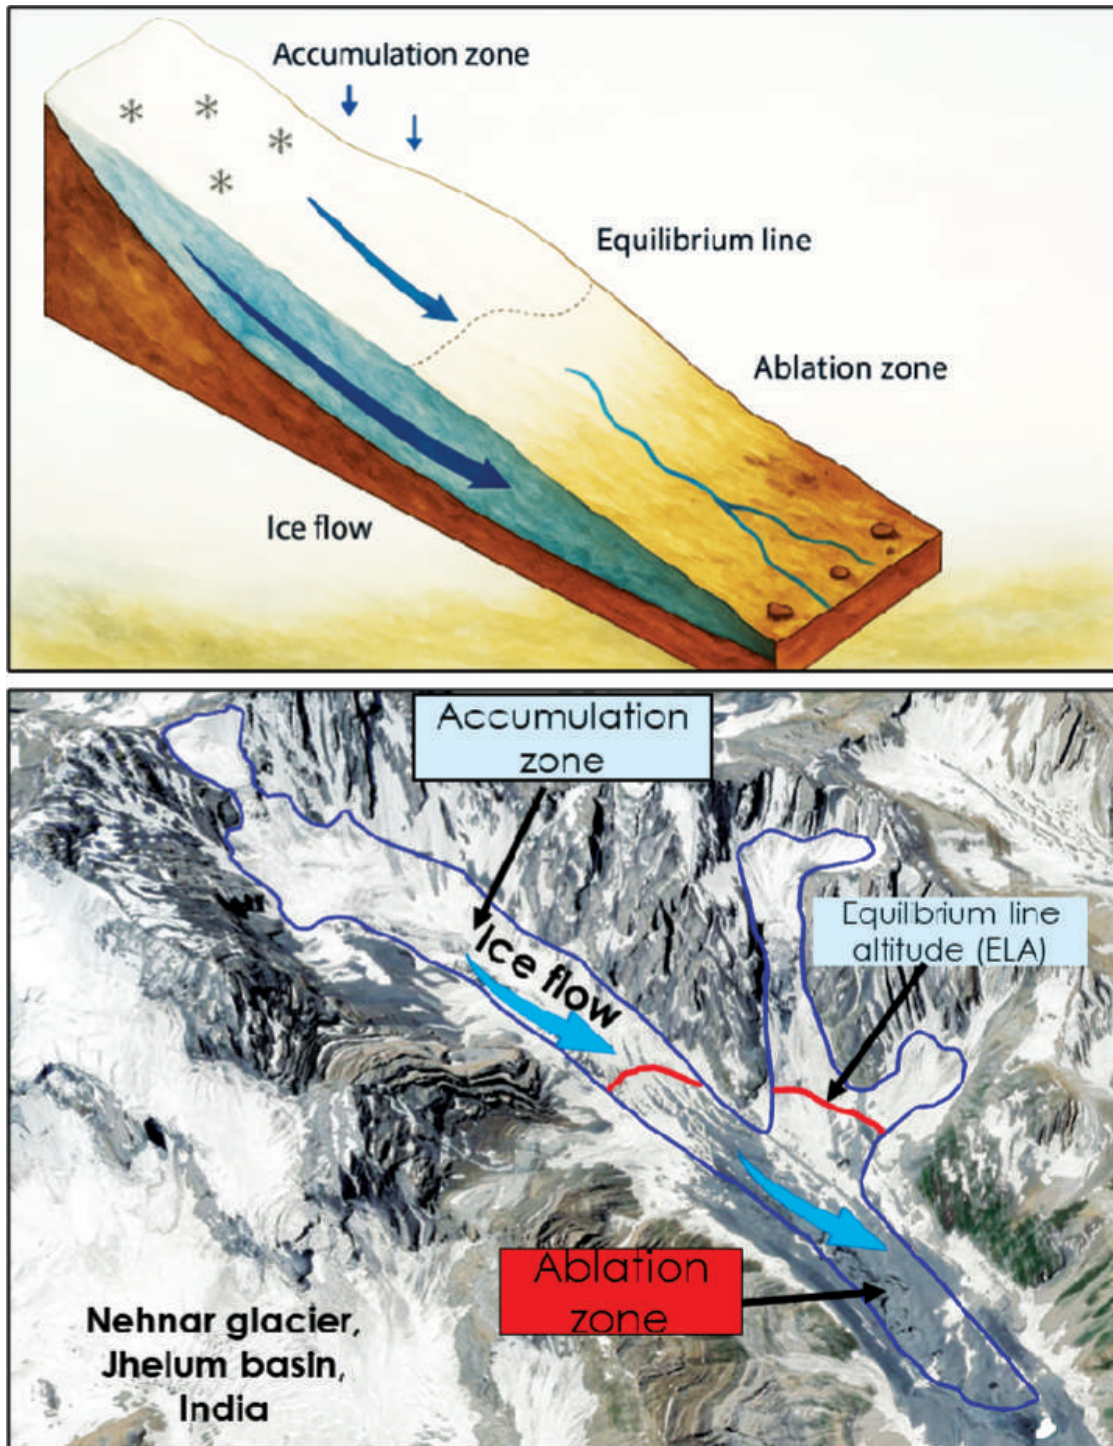 Accumulation zone
Equilibrium line
Ablation zone
Ice flow
Accumulation
zone
Ice flow
Equilbrium line
altitude (ELA)
Ablation
zone
Nehnar glacier,
Jhelum basin,
India